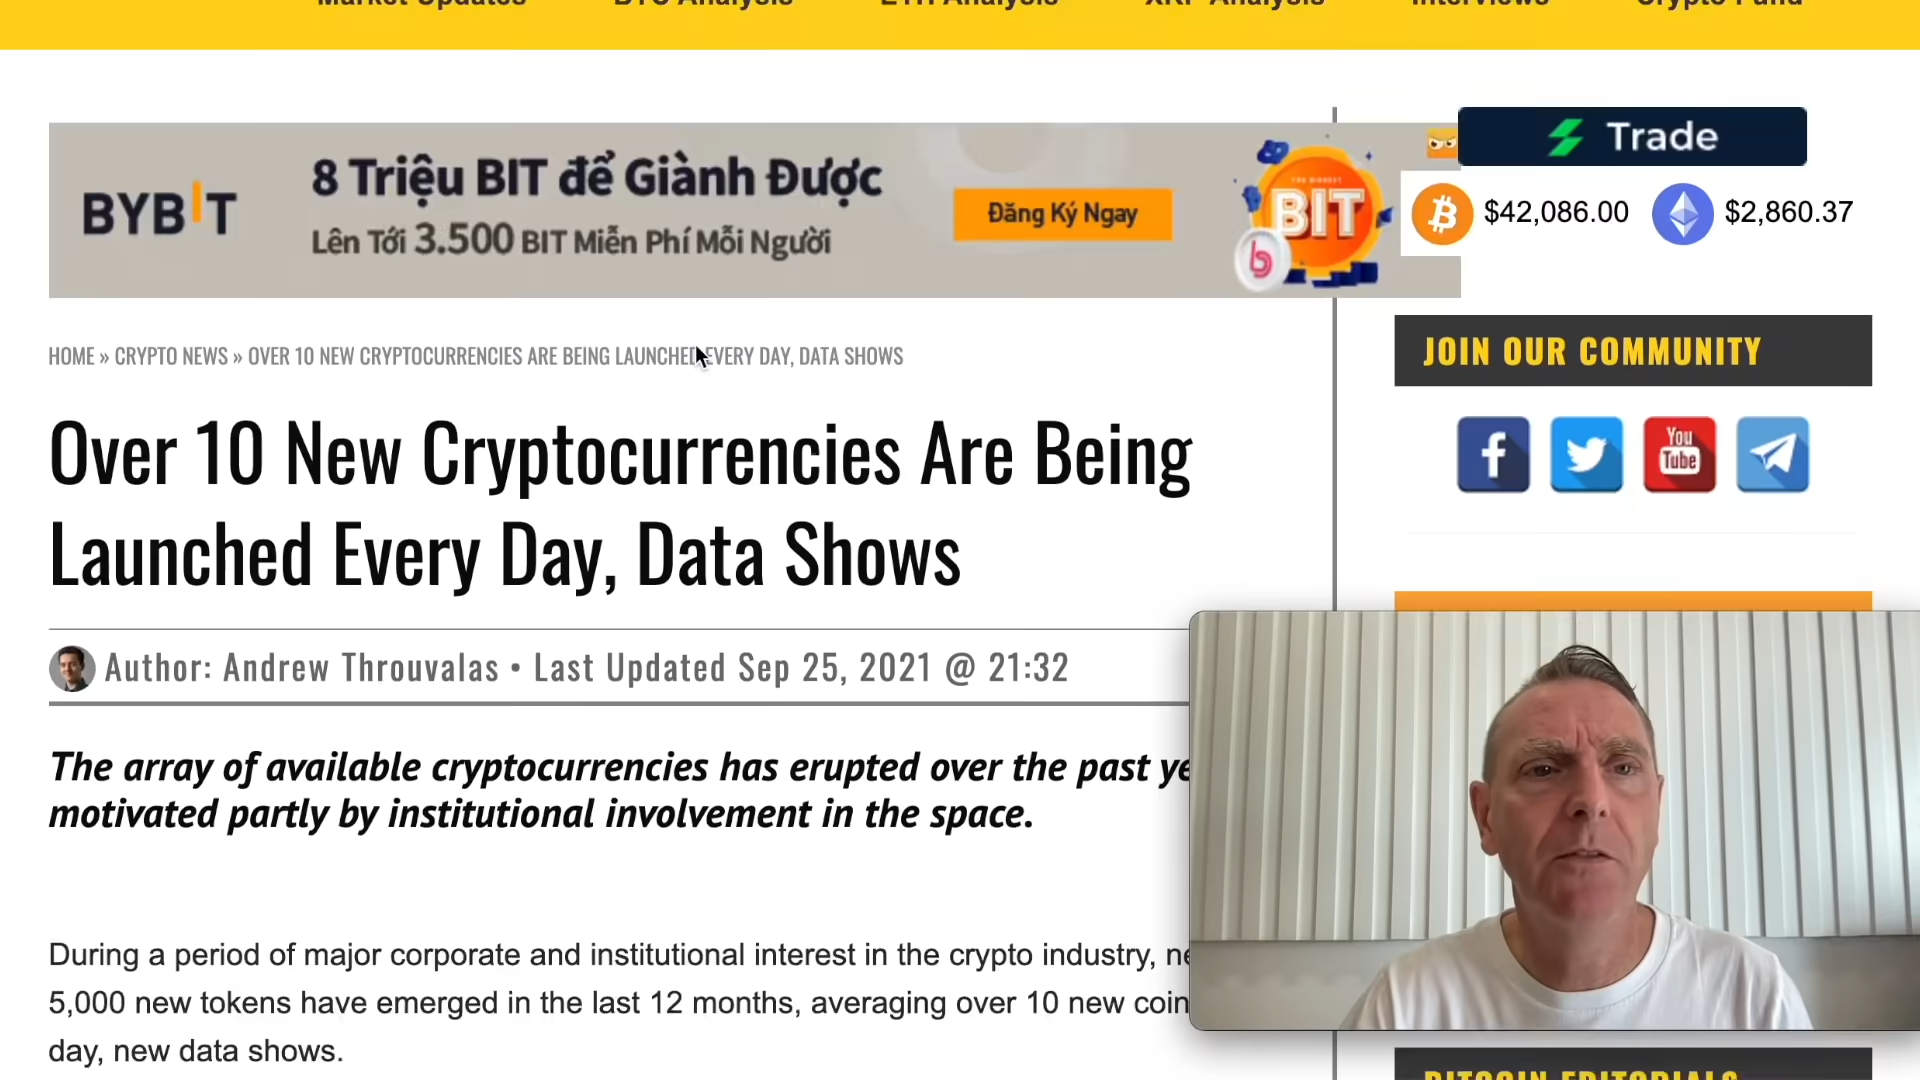 Market Updates BTC Analysis ETH Analysis XRP Analysis Interviews Crypto Fund
BYBIT
8 Triệu BIT để Giành Được
Lên Tới 3.500 BIT Miễn Phí Mỗi Người
Đăng Ký Ngay
BIT
Trade
$42,086.00 $2,860.37
HOME » CRYPTO NEWS » OVER 10 NEW CRYPTOCURRENCIES ARE BEING LAUNCHED EVERY DAY, DATA SHOWS
JOIN OUR COMMUNITY
You
Tube
Over 10 New Cryptocurrencies Are Being
Launched Every Day, Data Shows
Author: Andrew Throuvalas • Last Updated Sep 25, 2021 @ 21:32
The array of available cryptocurrencies has erupted over the past ye
motivated partly by institutional involvement in the space.
During a period of major corporate and institutional interest in the crypto industry, ne
5,000 new tokens have emerged in the last 12 months, averaging over 10 new coin
day, new data shows.
BITCOIN EDITORIALS